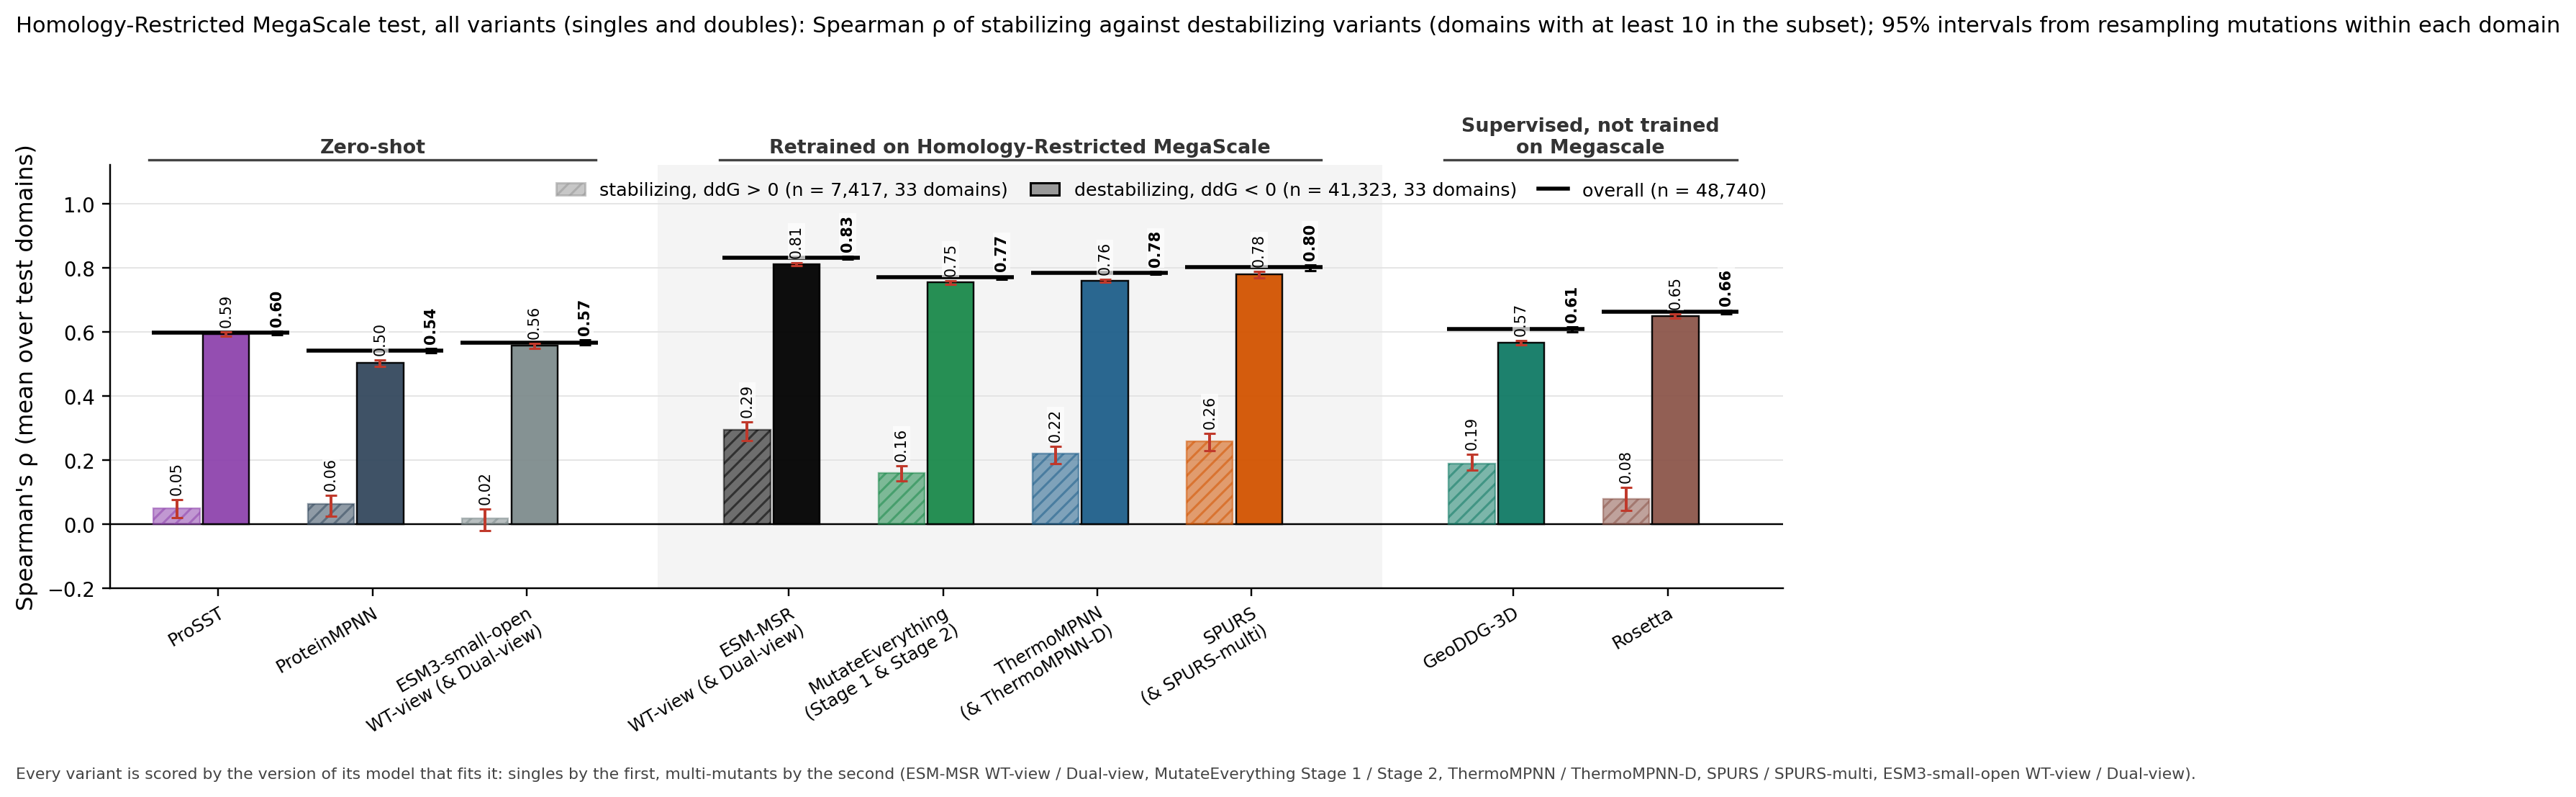 Homology-Restricted MegaScale test, all variants (singles and doubles): Spearman ρ of stabilizing against destabilizing variants (domains with at least 10 in the subset); 95% intervals from resampling mutations within each domain
Zero-shot
Retrained on Homology-Restricted MegaScale
Supervised, not trained
on Megascale
stabilizing, ddG > 0 (n = 7,417, 33 domains)
destabilizing, ddG < 0 (n = 41,323, 33 domains)
overall (n = 48,740)
Spearman's ρ (mean over test domains)
1.0
0.8
0.6
0.4
0.2
0.0
−0.2
0.05
0.59
0.60
0.06
0.50
0.54
0.02
0.56
0.57
0.29
0.81
0.83
0.16
0.75
0.77
0.22
0.76
0.78
0.26
0.78
0.80
0.19
0.57
0.61
0.08
0.65
0.66
ProSST
ProteinMPNN
ESM3-small-open
WT-view (& Dual-view)
ESM-MSR
WT-view (& Dual-view)
MutateEverything
(Stage 1 & Stage 2)
ThermoMPNN
(& ThermoMPNN-D)
SPURS
(& SPURS-multi)
GeoDDG-3D
Rosetta
Every variant is scored by the version of its model that fits it: singles by the first, multi-mutants by the second (ESM-MSR WT-view / Dual-view, MutateEverything Stage 1 / Stage 2, ThermoMPNN / ThermoMPNN-D, SPURS / SPURS-multi, ESM3-small-open WT-view / Dual-view).